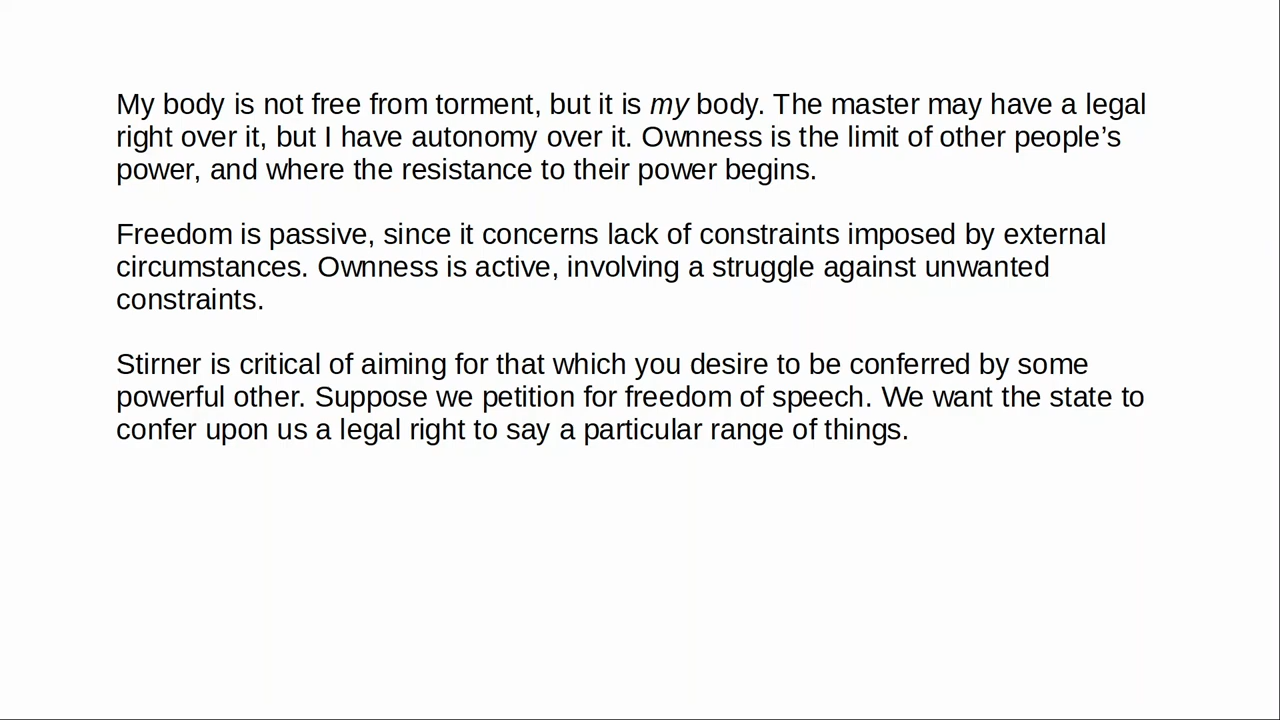 My body is not free from torment, but it is my body. The master may have a legal
right over it, but I have autonomy over it. Ownness is the limit of other people’s
power, and where the resistance to their power begins.
Freedom is passive, since it concerns lack of constraints imposed by external
circumstances. Ownness is active, involving a struggle against unwanted
constraints.
Stirner is critical of aiming for that which you desire to be conferred by some
powerful other. Suppose we petition for freedom of speech. We want the state to
confer upon us a legal right to say a particular range of things.